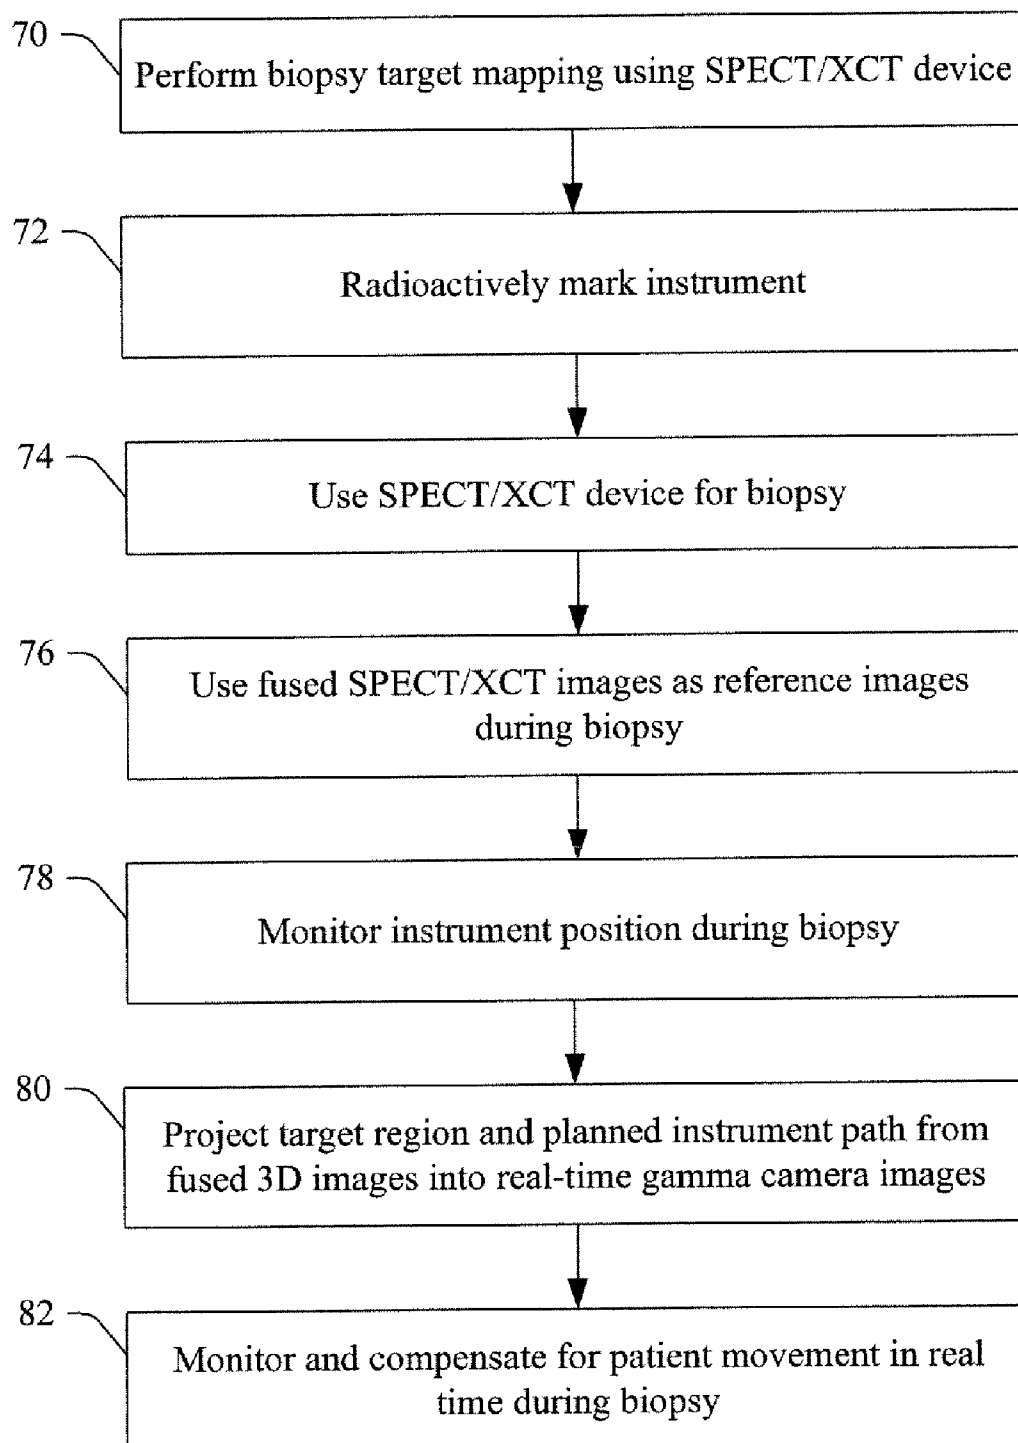 70
Perform biopsy target mapping using SPECT/XCT device
72
Radioactively mark instrument
74
Use SPECT/XCT device for biopsy
76
Use fused SPECT/XCT images as reference images
during biopsy
78
Monitor instrument position during biopsy
80
Project target region and planned instrument path from
fused 3D images into real-time gamma camera images
82
Monitor and compensate for patient movement in real
time during biopsy